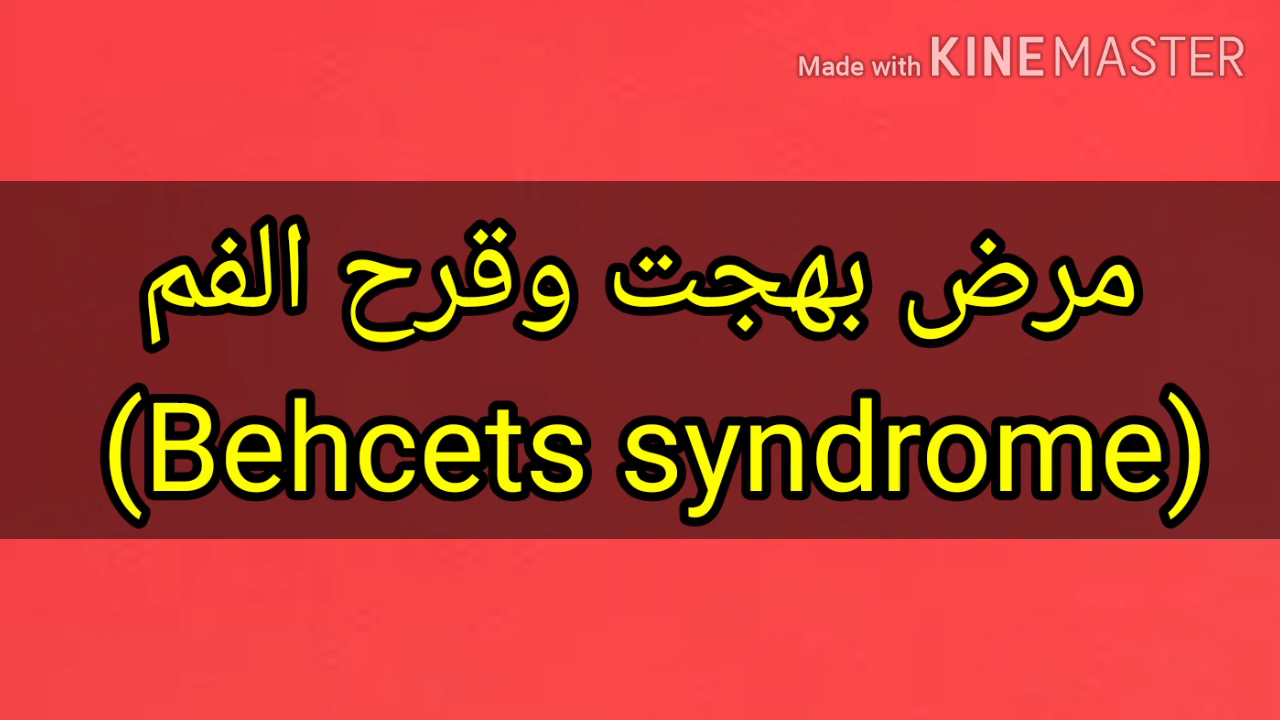 Made with KINEMASTER
مرض بهجت وقرح الفم
(Behcets syndrome)